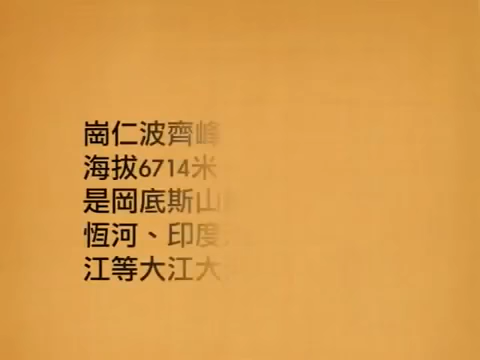 崗仁波齊峰
海拔6714米
是岡底斯山
恆河、印度
江等大江大